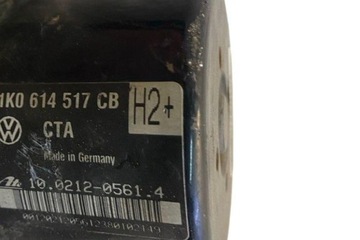 1K0 614 517 CB
H2+
CTA
Made in Germany
10.0212-0561.4